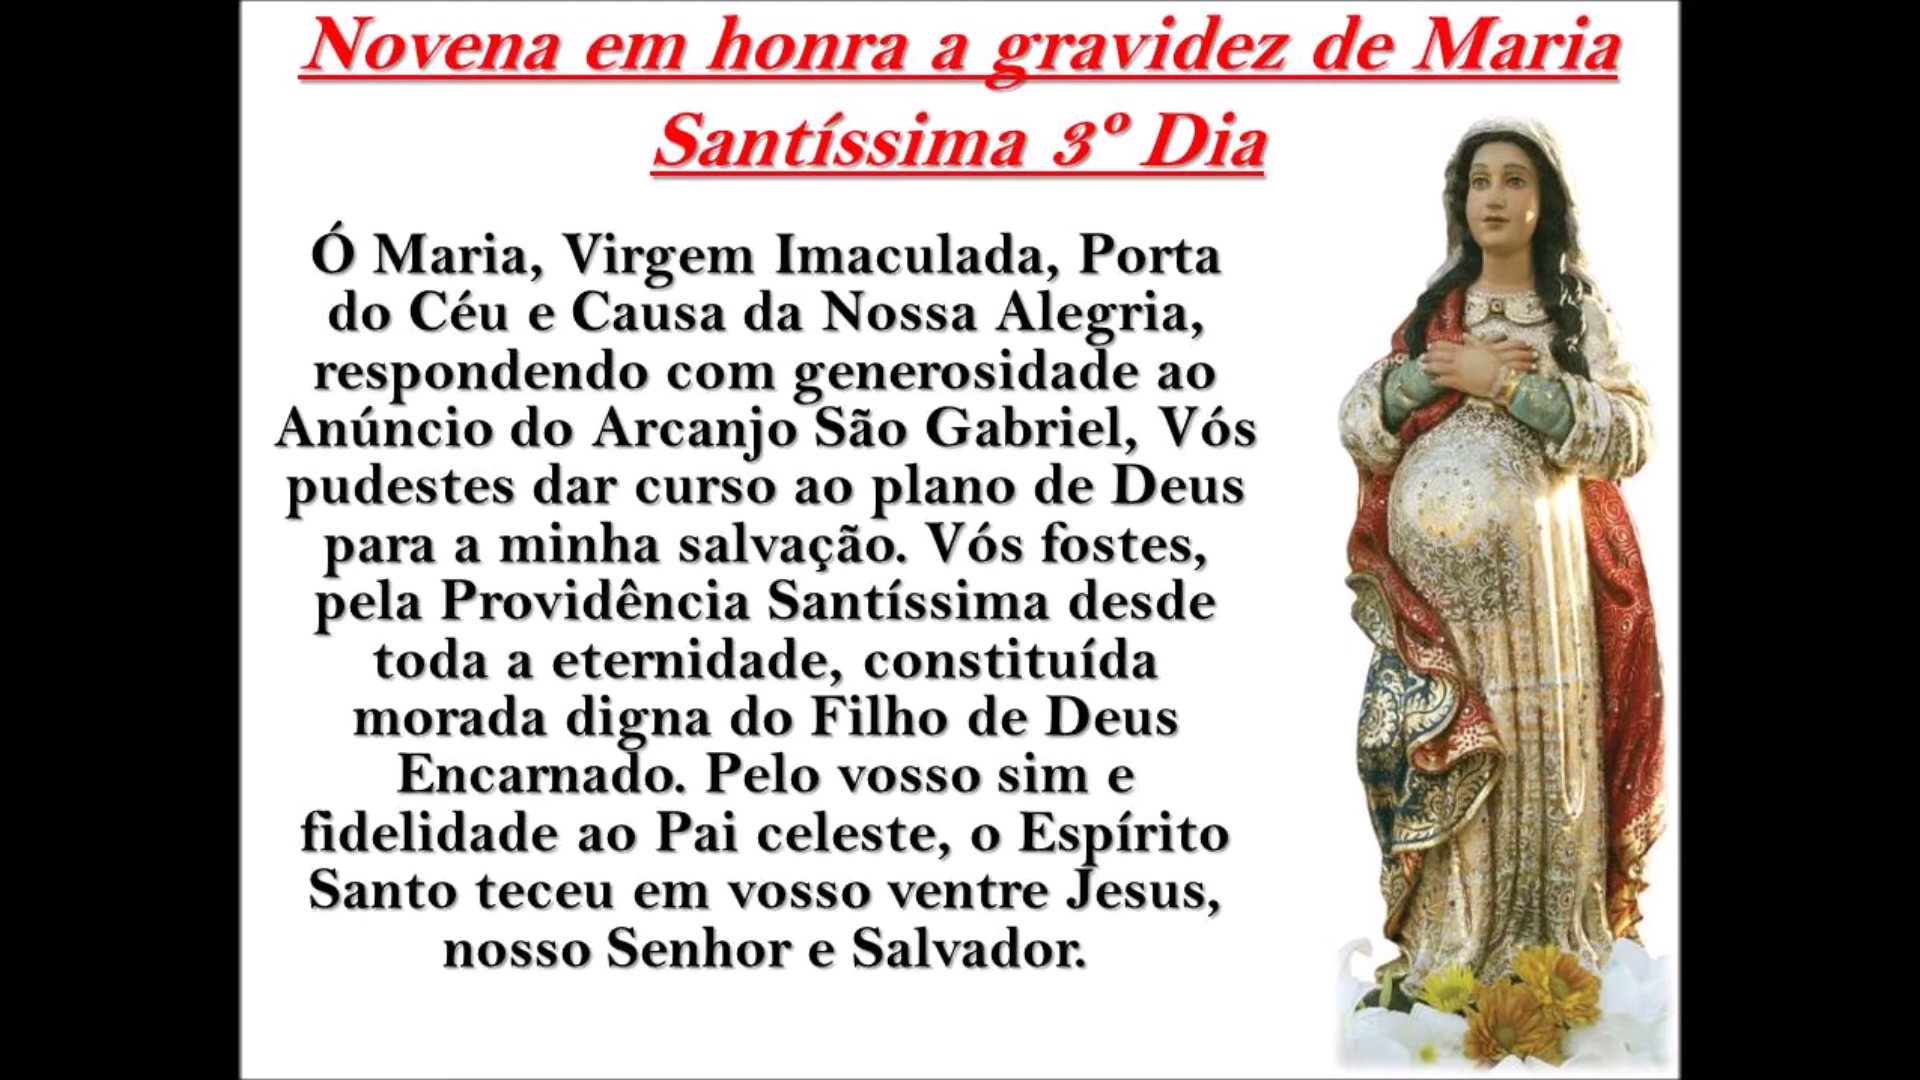 Novena em honra a gravidez de Maria
Santíssima 3º Dia
Ó Maria, Virgem Imaculada, Porta
do Céu e Causa da Nossa Alegria,
respondendo com generosidade ao
Anúncio do Arcanjo São Gabriel, Vós
pudestes dar curso ao plano de Deus
para a minha salvação. Vós fostes,
pela Providência Santíssima desde
toda a eternidade, constituída
morada digna do Filho de Deus
Encarnado. Pelo vosso sim e
fidelidade ao Pai celeste, o Espírito
Santo teceu em vosso ventre Jesus,
nosso Senhor e Salvador.